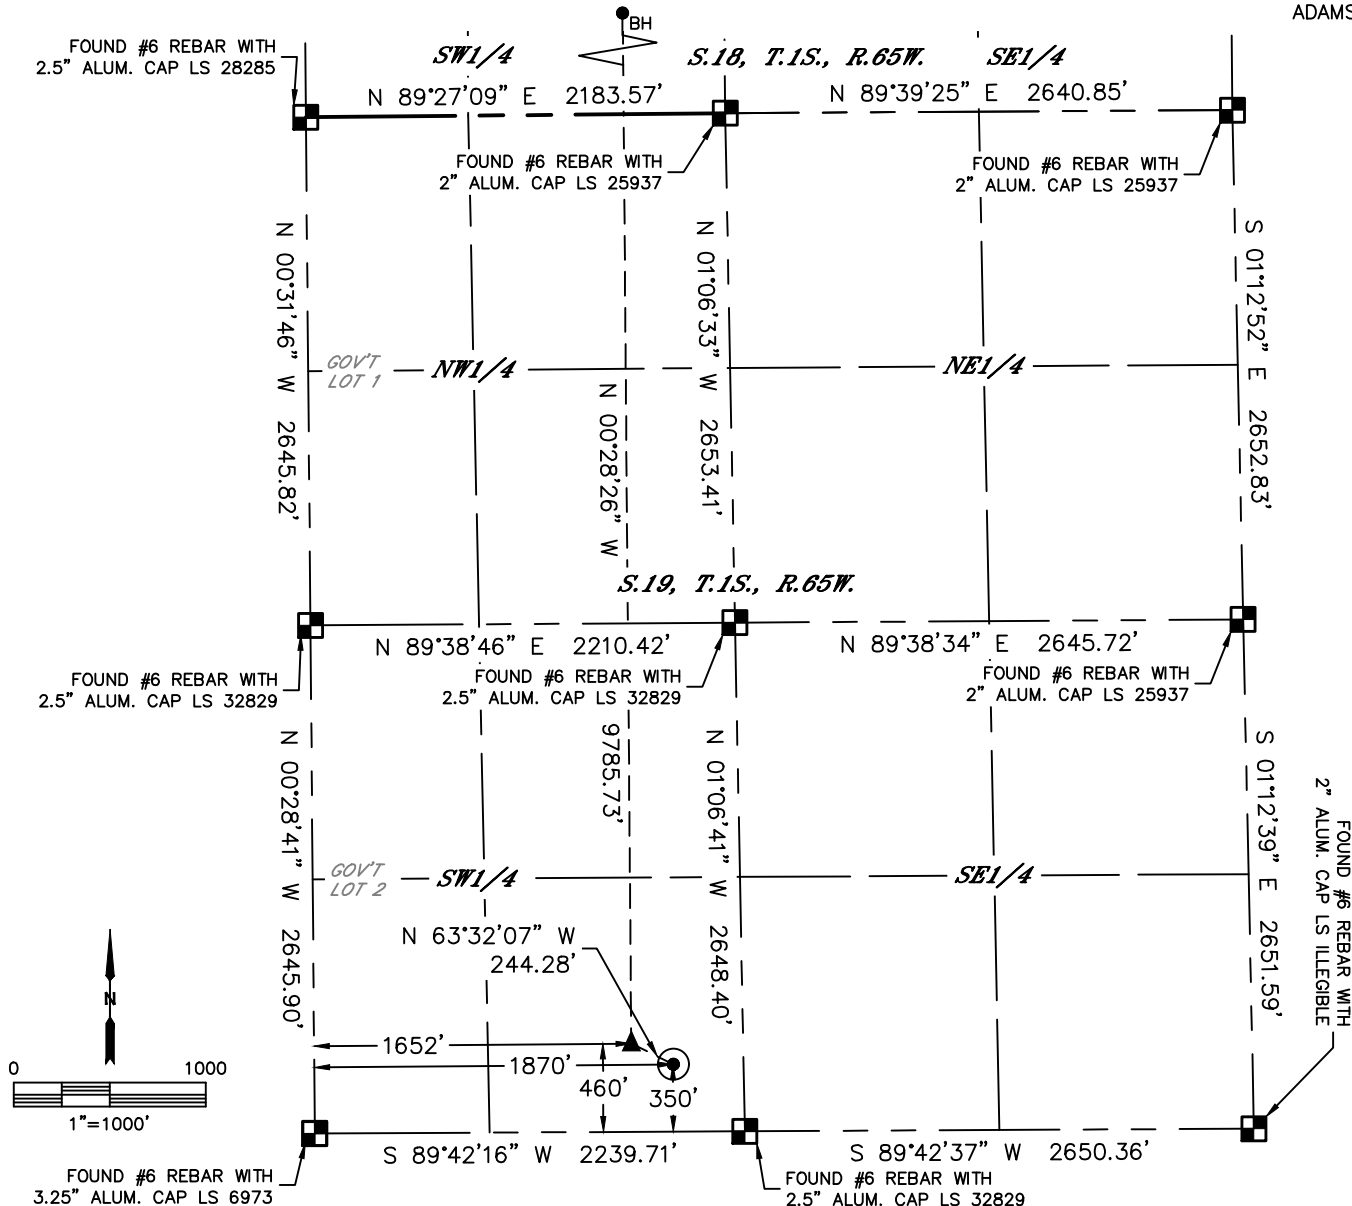 ADAMS
BH
FOUND #6 REBAR WITH
2.5" ALUM. CAP LS 28285
SW1/4
S.18, T.1S., R.65W.
SE1/4
N 89°27'09" E 2183.57'
N 89°39'25" E 2640.85'
FOUND #6 REBAR WITH
2" ALUM. CAP LS 25937
FOUND #6 REBAR WITH
2" ALUM. CAP LS 25937
N 00°31'46" W 2645.82'
N 01°06'33" W 2653.41'
S 01°12'52" E 2652.83'
GOV'T
LOT 1
NW1/4
NE1/4
N 00°28'26" W
9785.73'
S.19, T.1S., R.65W.
N 89°38'46" E 2210.42'
N 89°38'34" E 2645.72'
FOUND #6 REBAR WITH
2.5" ALUM. CAP LS 32829
FOUND #6 REBAR WITH
2.5" ALUM. CAP LS 32829
FOUND #6 REBAR WITH
2" ALUM. CAP LS 25937
N 00°28'41" W 2645.90'
N 01°06'41" W 2648.40'
S 01°12'39" E 2651.59'
FOUND #6 REBAR WITH
2" ALUM. CAP LS ILLEGIBLE
GOV'T
LOT 2
SW1/4
SE1/4
N 63°32'07" W
244.28'
N
1652'
1870'
460'
350'
0 1000
1"=1000'
S 89°42'16" W 2239.71'
S 89°42'37" W 2650.36'
FOUND #6 REBAR WITH
3.25" ALUM. CAP LS 6973
FOUND #6 REBAR WITH
2.5" ALUM. CAP LS 32829